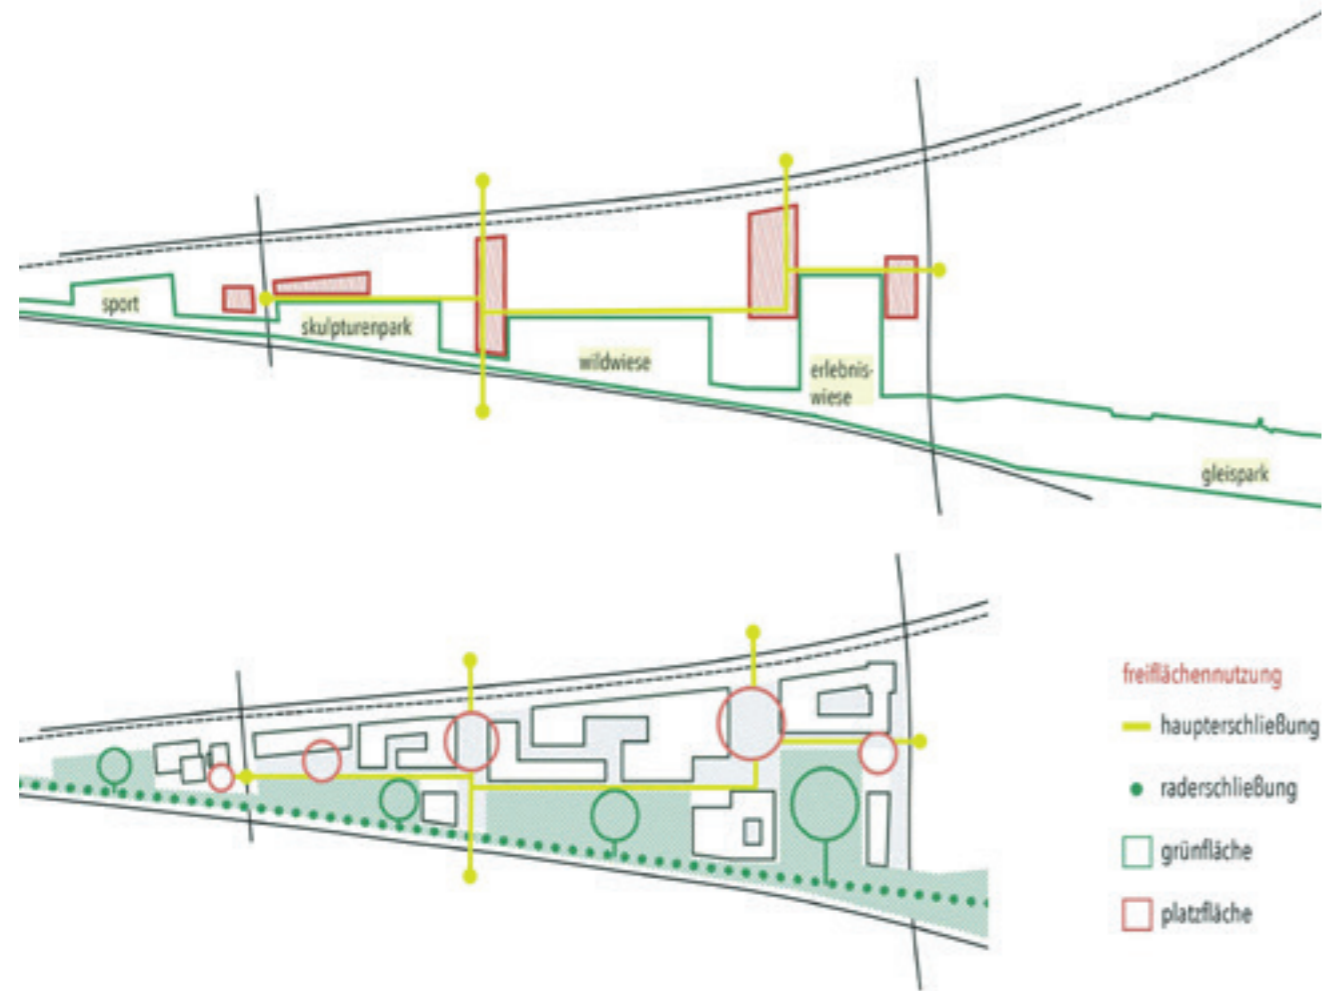 sport
skulpturenpark
wildwiese
erlebnis-
wiese
gleispark
freiflächennutzung
haupterschließung
raderschließung
grünfläche
platzfläche